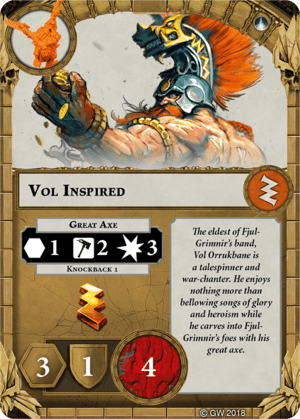 Vol Inspired
Great Axe
1 2 3
Knockback 1
The eldest of Fjul-
Grimnir's band,
Vol Orrukbane is
a talespinner and
war-chanter. He enjoys
nothing more than
bellowing songs of glory
and heroism while
he carves into Fjul-
Grimnir's foes with his
great axe.
3 1 4
© GW 2018